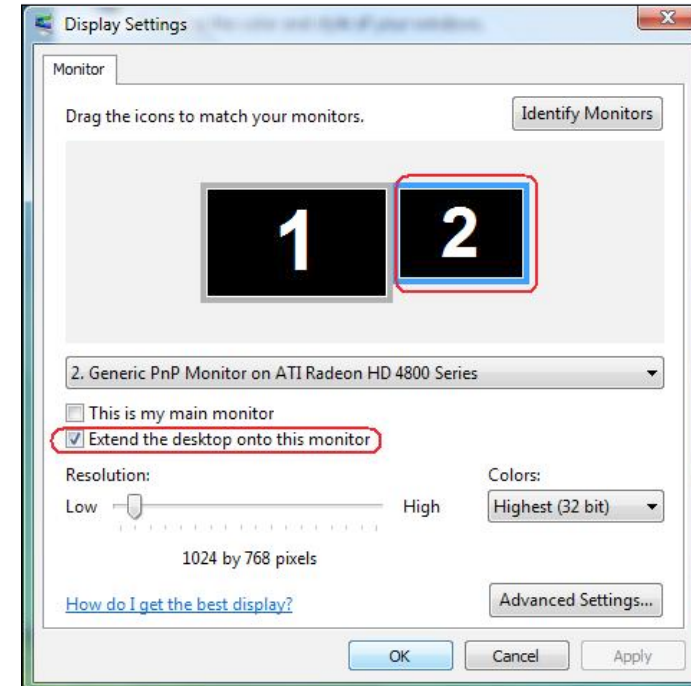 Display Settings
Monitor
Drag the icons to match your monitors.
Identify Monitors
1
2
2. Generic PnP Monitor on ATI Radeon HD 4800 Series
This is my main monitor
Extend the desktop onto this monitor
Resolution:
Colors:
Low
High
Highest (32 bit)
1024 by 768 pixels
How do I get the best display?
Advanced Settings...
OK
Cancel
Apply